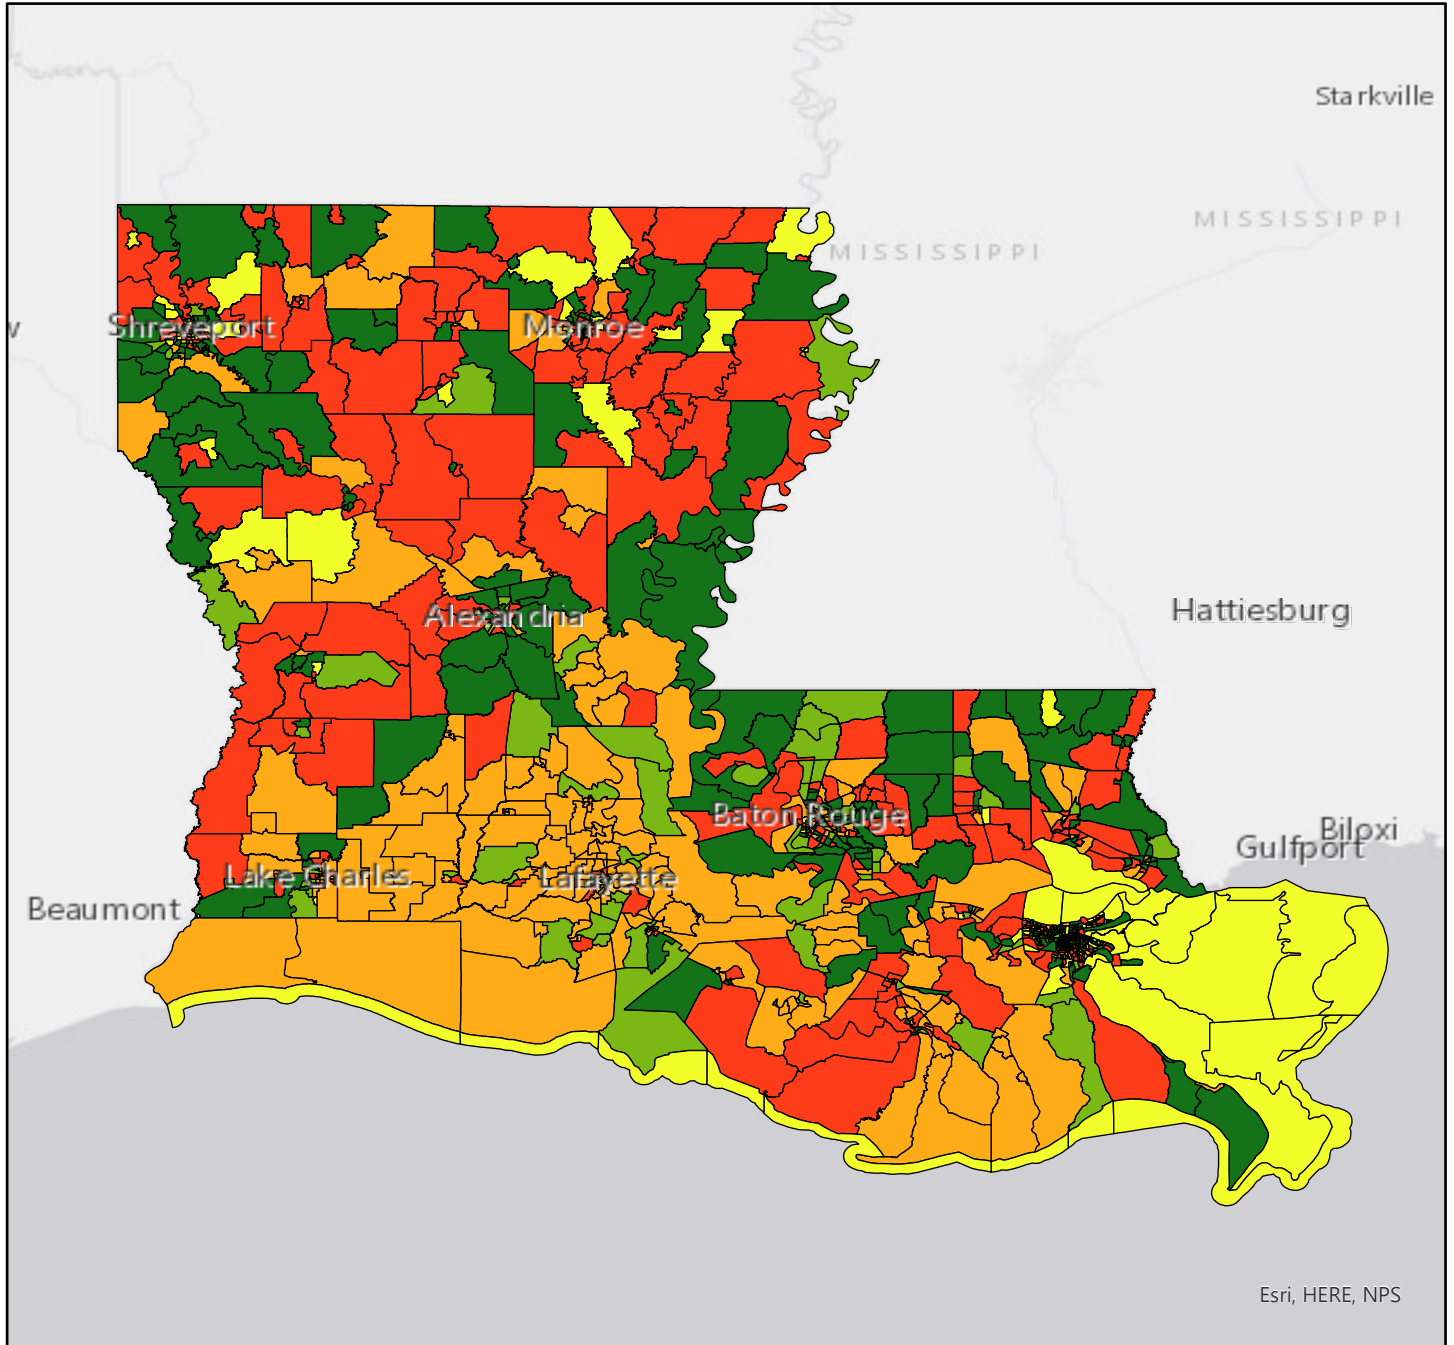 Starkville
MISSISSIPPI
MISSISSIPPI
w
Shreveport
Monroe
Alexandria
Hattiesburg
Baton Rouge
Biloxi
Gulfport
Lake Charles
Lafayette
Beaumont
Esri, HERE, NPS